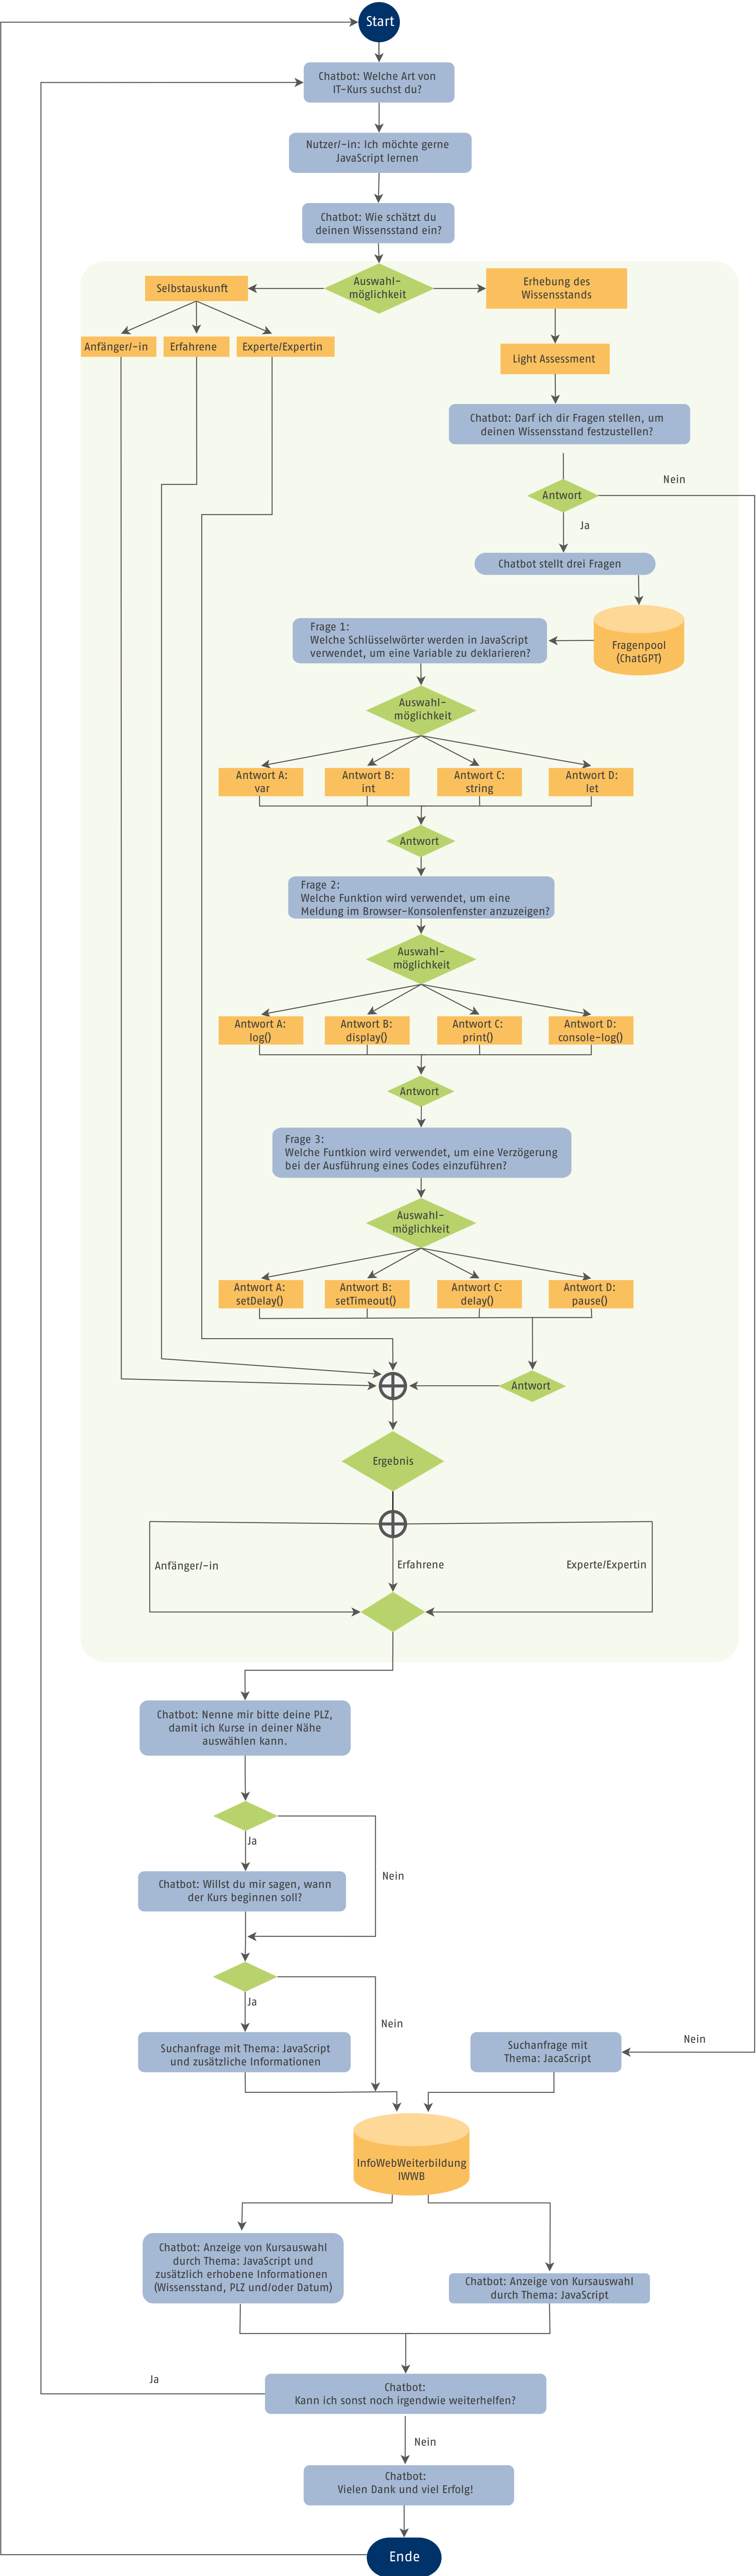 Start
Chatbot: Welche Art von
IT-Kurs suchst du?
Nutzer/-in: Ich möchte gerne
JavaScript lernen
Chatbot: Wie schätzt du
deinen Wissensstand ein?
Auswahl-
möglichkeit
Selbstauskunft
Erhebung des
Wissensstands
Anfänger/-in
Erfahrene
Experte/Expertin
Light Assessment
Chatbot: Darf ich dir Fragen stellen, um
deinen Wissensstand festzustellen?
Nein
Antwort
Ja
Chatbot stellt drei Fragen
Fragenpool
(ChatGPT)
Frage 1:
Welche Schlüsselwörter werden in JavaScript
verwendet, um eine Variable zu deklarieren?
Auswahl-
möglichkeit
Antwort A:
var
Antwort B:
int
Antwort C:
string
Antwort D:
let
Antwort
Frage 2:
Welche Funktion wird verwendet, um eine
Meldung im Browser-Konsolenfenster anzuzeigen?
Auswahl-
möglichkeit
Antwort A:
log()
Antwort B:
display()
Antwort C:
print()
Antwort D:
console-log()
Antwort
Frage 3:
Welche Funtkion wird verwendet, um eine Verzögerung
bei der Ausführung eines Codes einzuführen?
Auswahl-
möglichkeit
Antwort A:
setDelay()
Antwort B:
setTimeout()
Antwort C:
delay()
Antwort D:
pause()
Antwort
Ergebnis
Anfänger/-in
Erfahrene
Experte/Expertin
Chatbot: Nenne mir bitte deine PLZ,
damit ich Kurse in deiner Nähe
auswählen kann.
Ja
Nein
Chatbot: Willst du mir sagen, wann
der Kurs beginnen soll?
Ja
Nein
Suchanfrage mit Thema: JavaScript
und zusätzliche Informationen
Suchanfrage mit
Thema: JacaScript
Nein
InfoWebWeiterbildung
IWWB
Chatbot: Anzeige von Kursauswahl
durch Thema: JavaScript und
zusätzlich erhobene Informationen
(Wissensstand, PLZ und/oder Datum)
Chatbot: Anzeige von Kursauswahl
durch Thema: JavaScript
Ja
Chatbot:
Kann ich sonst noch irgendwie weiterhelfen?
Nein
Chatbot:
Vielen Dank und viel Erfolg!
Ende